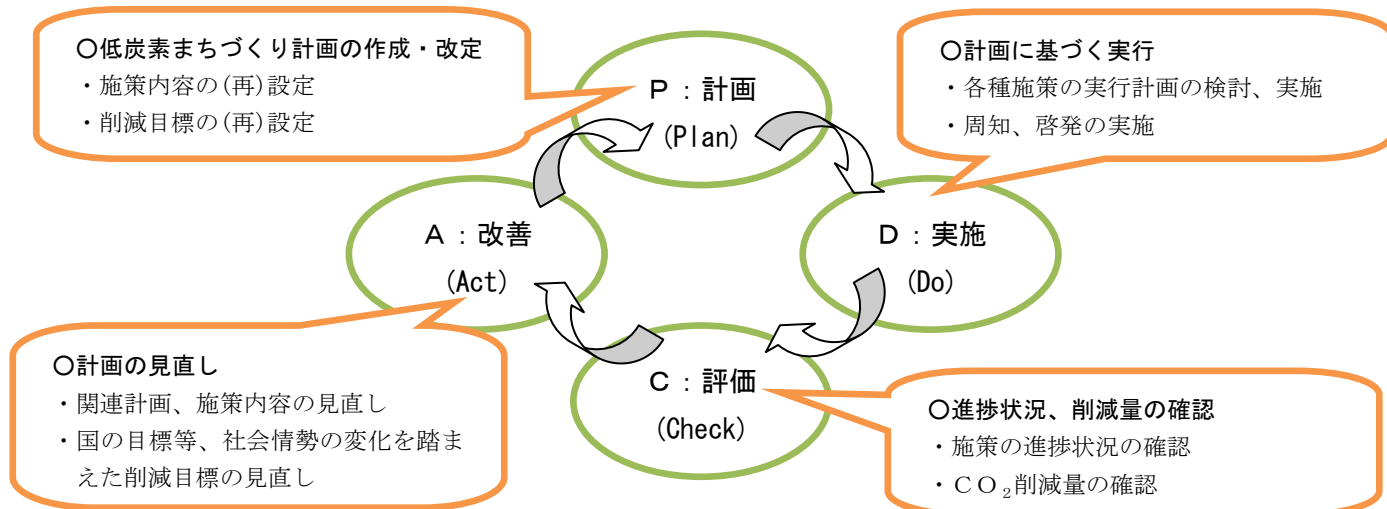 〇低炭素まちづくり計画の作成・改定
・施策内容の(再)設定
・削減目標の(再)設定
P：計画
(Plan)
〇計画に基づく実行
・各種施策の実行計画の検討、実施
・周知、啓発の実施
A：改善
(Act)
D：実施
(Do)
〇計画の見直し
・関連計画、施策内容の見直し
・国の目標等、社会情勢の変化を踏ま
えた削減目標の見直し
C：評価
(Check)
〇進捗状況、削減量の確認
・施策の進捗状況の確認
・ＣＯ₂削減量の確認